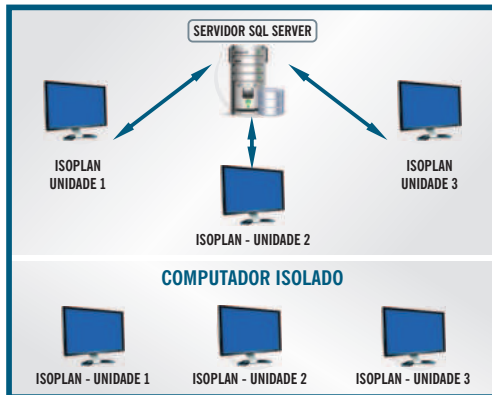 SERVIDOR SQL SERVER
ISOPLAN
UNIDADE 1
ISOPLAN
UNIDADE 3
ISOPLAN - UNIDADE 2
COMPUTADOR ISOLADO
ISOPLAN - UNIDADE 1
ISOPLAN - UNIDADE 2
ISOPLAN - UNIDADE 3